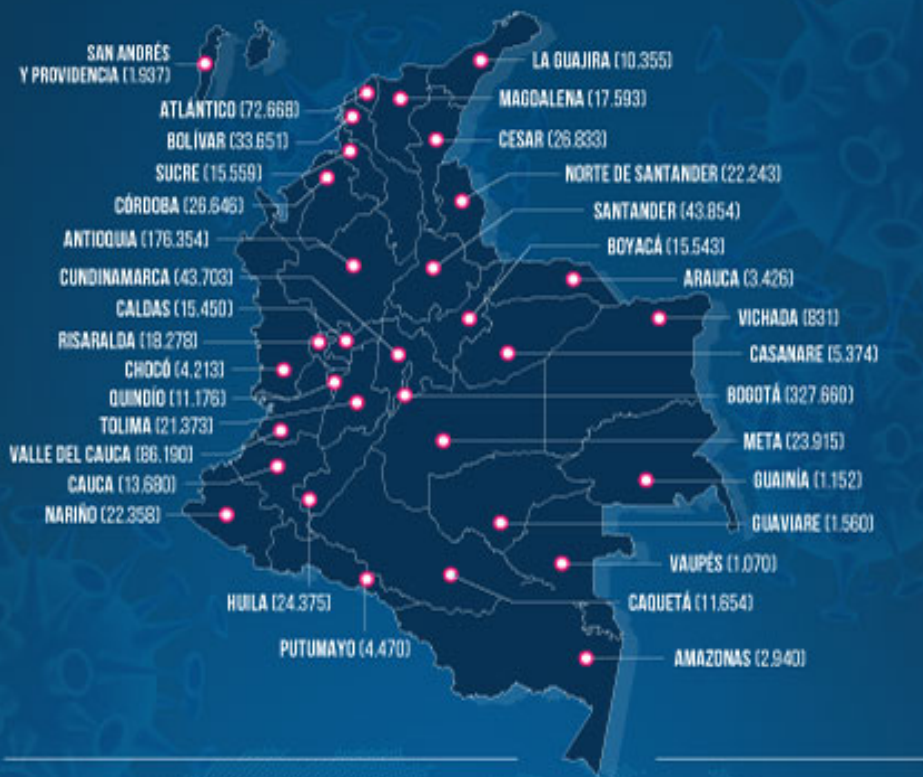 SAN ANDRÉS
Y PROVIDENCIA (1.937)
ATLÁNTICO (72.668)
BOLÍVAR (33.651)
SUCRE (15.559)
CÓRDOBA (26.646)
ANTIOQUIA (176.354)
CUNDINAMARCA (43.703)
CALDAS (15.450)
RISARALDA (18.278)
CHOCÓ (4.213)
QUINDÍO (11.176)
TOLIMA (21.373)
VALLE DEL CAUCA (86.190)
CAUCA (13.680)
NARIÑO (22.358)
HUILA (24.375)
PUTUMAYO (4.470)
LA GUAJIRA (10.355)
MAGDALENA (17.593)
CESAR (26.833)
NORTE DE SANTANDER (22.243)
SANTANDER (43.854)
BOYACÁ (15.543)
ARAUCA (3.426)
VICHADA (831)
CASANARE (5.374)
BOGOTÁ (327.660)
META (23.915)
GUAINÍA (1.152)
GUAVIARE (1.560)
VAUPÉS (1.070)
CAQUETÁ (11.654)
AMAZONAS (2.940)